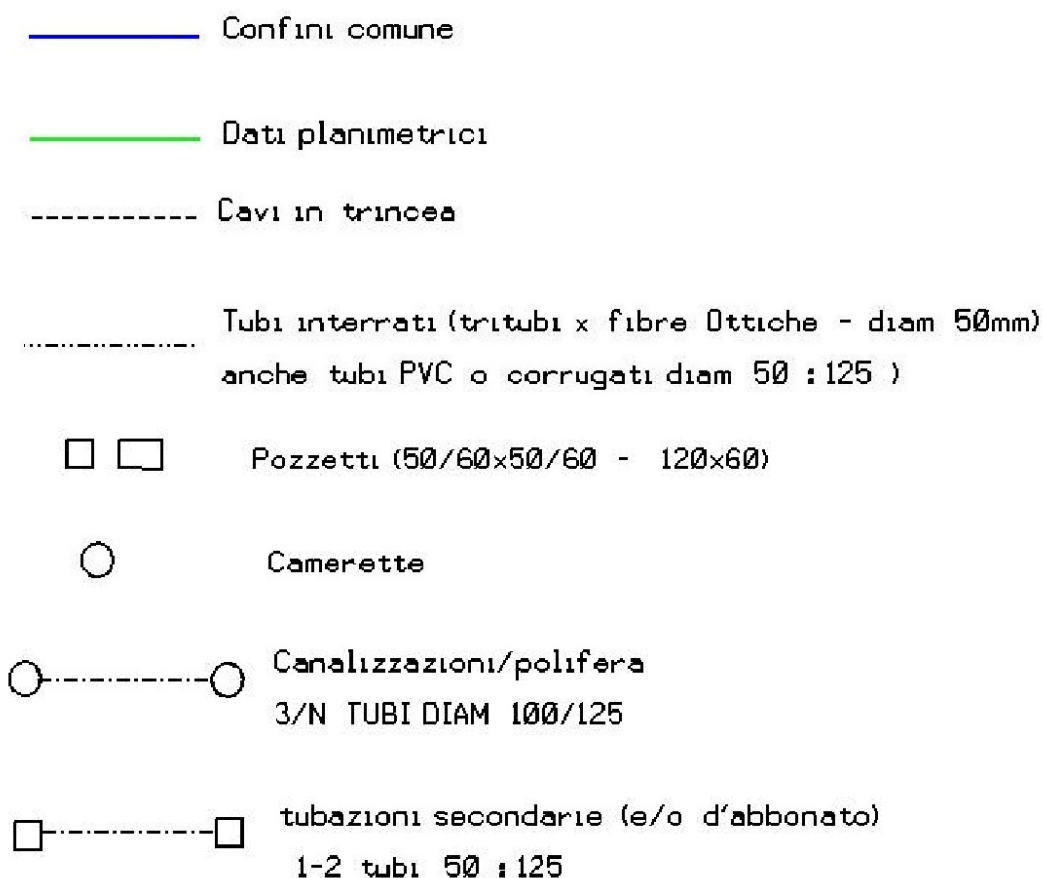 Confini comune
Dati planimetrici
Cavi in trincea
Tubi interrati (tritubi x fibre Ottiche - diam 50mm)
anche tubi PVC o corrugati diam 50 : 125 )
Pozzetti (50/60x50/60 - 120x60)
Camerette
Canalizzazioni/polifera
3/N TUBI DIAM 100/125
tubazioni secondarie (e/o d'abbonato)
1-2 tubi 50 : 125